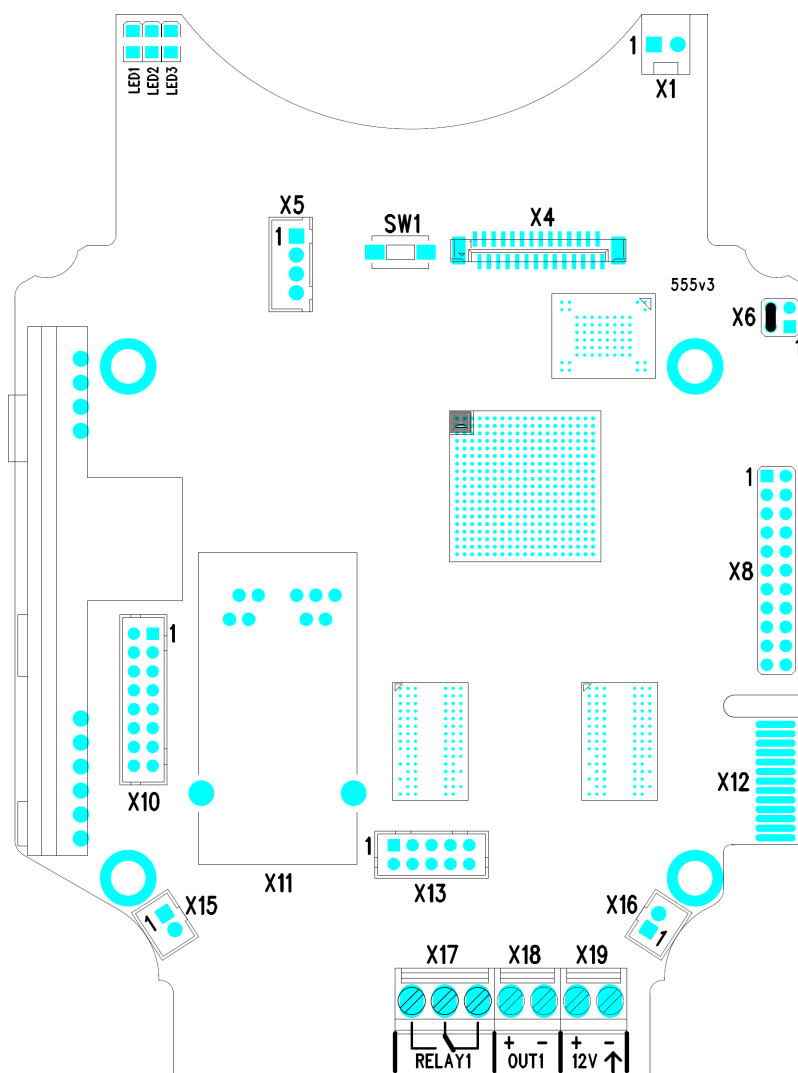 LED1
LED2
LED3
1
X1
X5
1
SW1
X4
555v3
X6
1
X8
1
X10
X12
1
X11
X13
1
X15
1
X16
X17
X18
X19
+ -
+ -
RELAY1
OUT1
12V